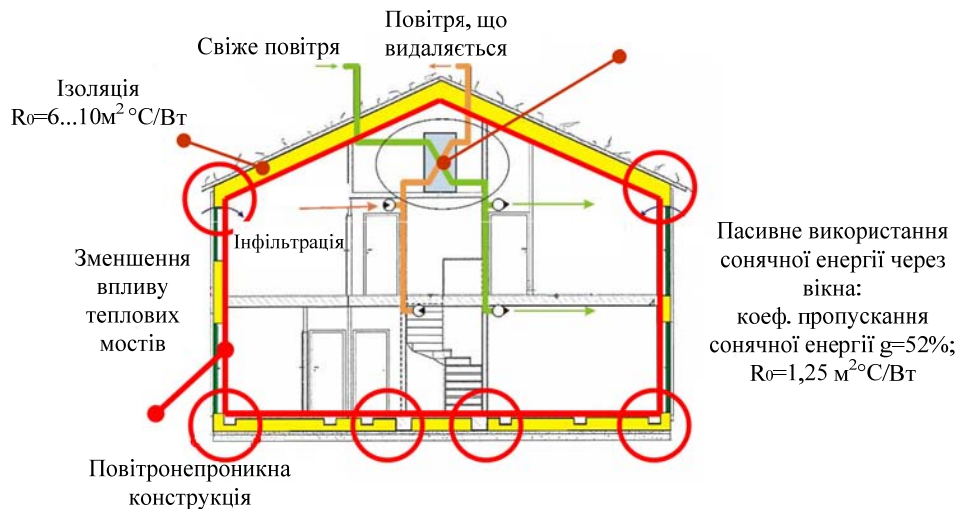 Свіже повітря
Повітря, що
видаляється
Ізоляція
R₀=6...10м² °С/Вт
Інфільтрація
Зменшення
впливу
теплових
мостів
Пасивне використання
сонячної енергії через
вікна:
коеф. пропускання
сонячної енергії g=52%;
R₀=1,25 м²°С/Вт
Повітронепроникна
конструкція